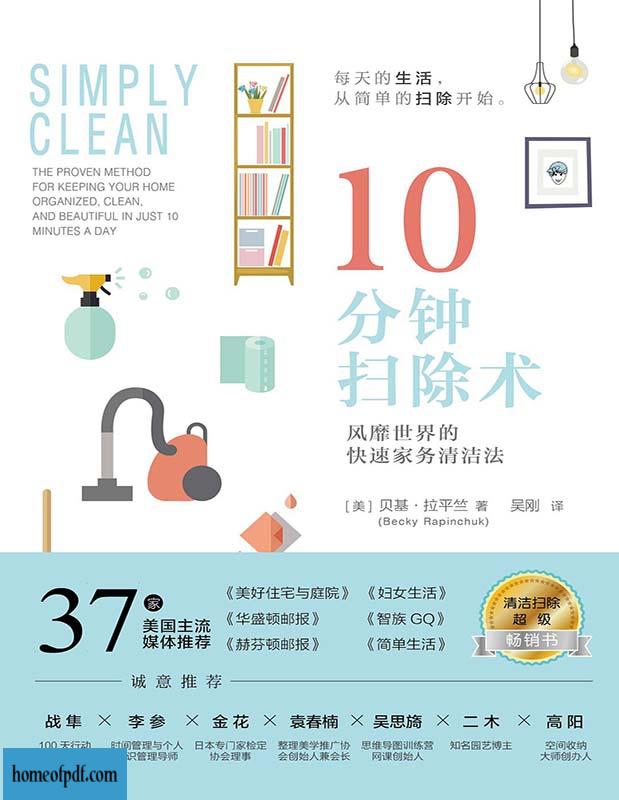 SIMPLY
CLEAN
THE PROVEN METHOD
FOR KEEPING YOUR HOME
ORGANIZED, CLEAN,
AND BEAUTIFUL IN JUST 10
MINUTES A DAY
每天的生活，
从简单的扫除开始。
10
分钟
扫除术
风靡世界的
快速家务清洁法
[美] 贝基·拉平竺 著 吴刚 译
(Becky Rapinchuk)
37家
美国主流
媒体推荐
《美好住宅与庭院》 《妇女生活》
《华盛顿邮报》 《智族 GQ》
《赫芬顿邮报》 《简单生活》
清洁扫除
超 级
畅销书
诚意推荐
战隼 × 李参 × 金花 × 袁春楠 × 吴思旖 × 二木 × 高阳
100 天行动 时间管理与个人 日本专门家检定 整理美学推广协 思维导图训练营 知名园艺博主 空间收纳
识管理导师 协会理事 会创始人兼会长 网课创始人 大师创办人
homeofpdf.com